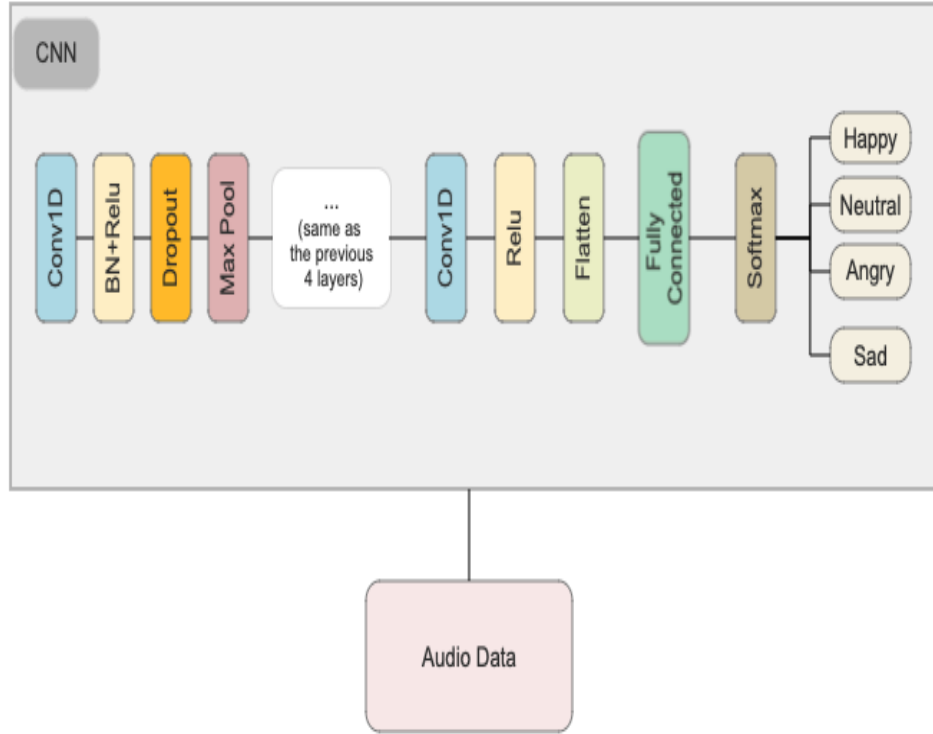 CNN
Conv1D
BN+Relu
Dropout
Max Pool
...
(same as
the previous
4 layers)
Conv1D
Relu
Flatten
Fully
Connected
Softmax
Happy
Neutral
Angry
Sad
Audio Data